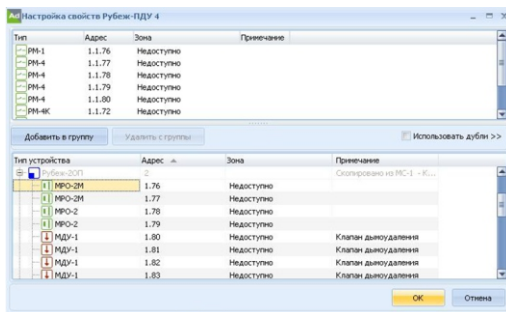 Настройка свойств Рубеж-ПДУ 4
Тип Адрес Зона Примечание
РМ-1 1.1.76 Недоступно
РМ-4 1.1.77 Недоступно
РМ-4 1.1.78 Недоступно
РМ-4 1.1.79 Недоступно
РМ-4 1.1.80 Недоступно
РМ-4К 1.1.72 Недоступно
Добавить в группу Удалить с группы Использовать дубли >>
Тип устройства Адрес Зона Примечание
Рубеж-2ОП 2 Скопировано из МС-1 - К...
МРО-2М 1.76 Недоступно
МРО-2М 1.77 Недоступно
МРО-2 1.78 Недоступно
МРО-2 1.79 Недоступно
МДУ-1 1.80 Недоступно Клапан дымоудаления
МДУ-1 1.81 Недоступно Клапан дымоудаления
МДУ-1 1.82 Недоступно Клапан дымоудаления
МДУ-1 1.83 Недоступно Клапан дымоудаления
ОК Отмена